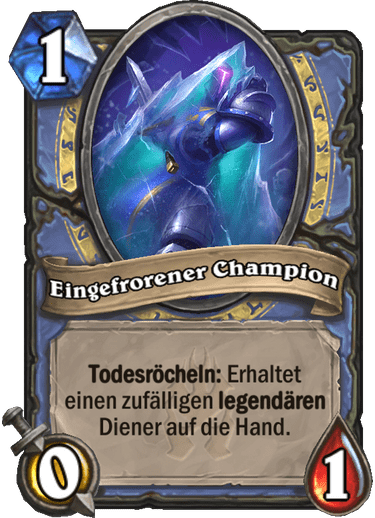 1
Eingefrorener Champion
Todesröcheln: Erhaltet
einen zufälligen legendären
Diener auf die Hand.
0
1